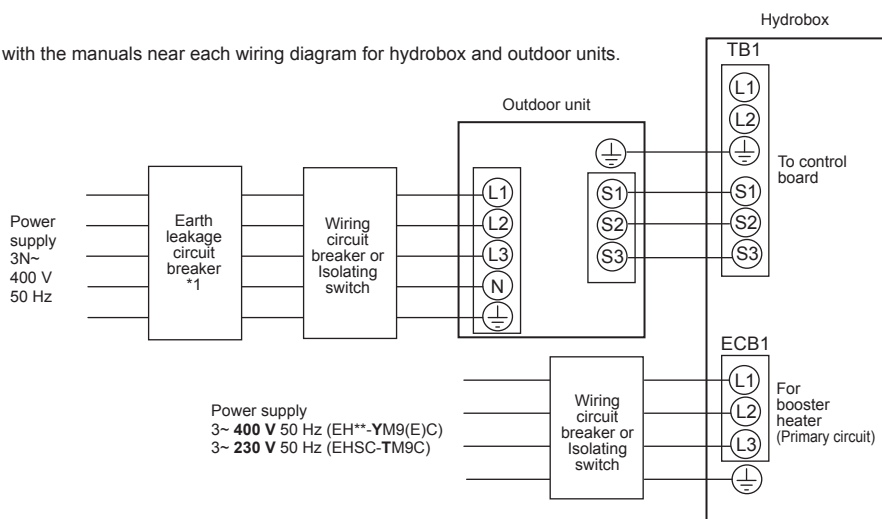 Hydrobox
with the manuals near each wiring diagram for hydrobox and outdoor units.
TB1
L1
L2
Outdoor unit
To control
board
S1
S2
S3
S1
S2
S3
Power
supply
3N~
400 V
50 Hz
Earth
leakage
circuit
breaker
*1
Wiring
circuit
breaker or
Isolating
switch
L1
L2
L3
N
ECB1
L1
L2
L3
For
booster
heater
(Primary circuit)
Wiring
circuit
breaker or
Isolating
switch
Power supply
3~ 400 V 50 Hz (EH**-YM9(E)C)
3~ 230 V 50 Hz (EHSC-TM9C)